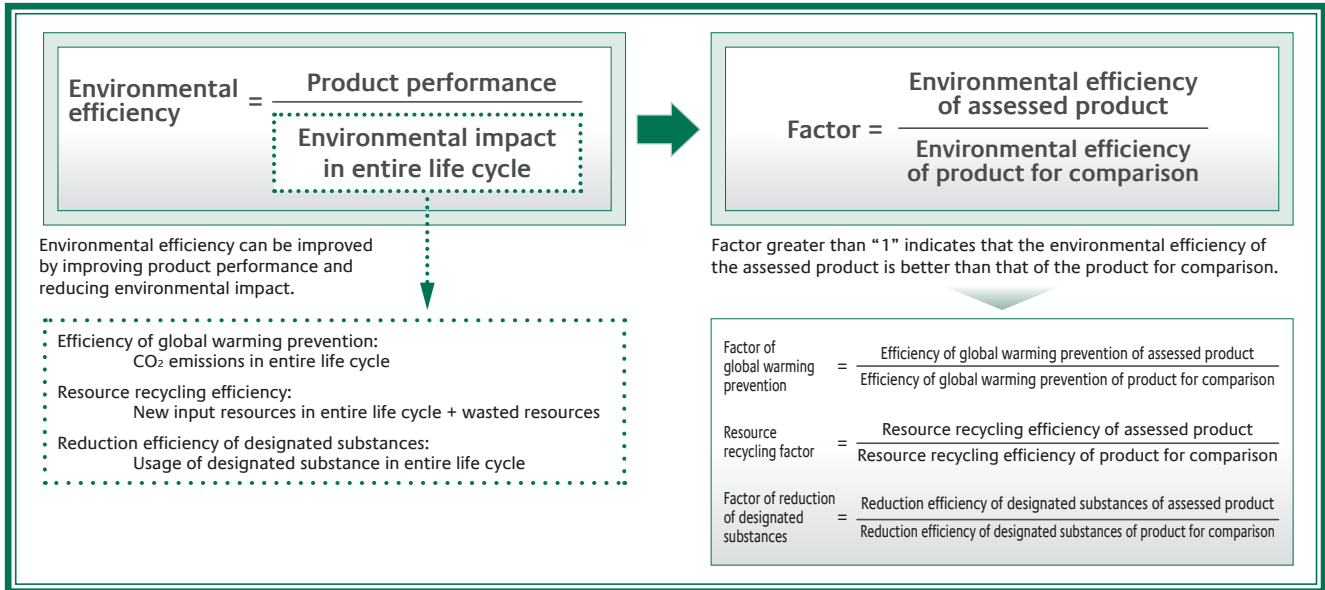 Environmental
efficiency
=
Product performance
Environmental impact
in entire life cycle
Environmental efficiency can be improved
by improving product performance and
reducing environmental impact.
Efficiency of global warming prevention:
CO₂ emissions in entire life cycle
Resource recycling efficiency:
New input resources in entire life cycle + wasted resources
Reduction efficiency of designated substances:
Usage of designated substance in entire life cycle
Factor =
Environmental efficiency
of assessed product
Environmental efficiency
of product for comparison
Factor greater than “1” indicates that the environmental efficiency of
the assessed product is better than that of the product for comparison.
Factor of
global warming
prevention
=
Efficiency of global warming prevention of assessed product
Efficiency of global warming prevention of product for comparison
Resource
recycling factor
=
Resource recycling efficiency of assessed product
Resource recycling efficiency of product for comparison
Factor of reduction
of designated
substances
=
Reduction efficiency of designated substances of assessed product
Reduction efficiency of designated substances of product for comparison